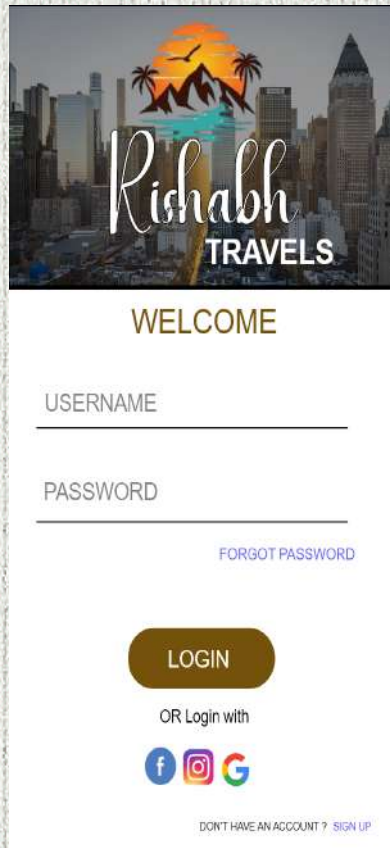 Rishabh
TRAVELS
WELCOME
USERNAME
PASSWORD
FORGOT PASSWORD
LOGIN
OR Login with
DON'T HAVE AN ACCOUNT ? SIGN UP